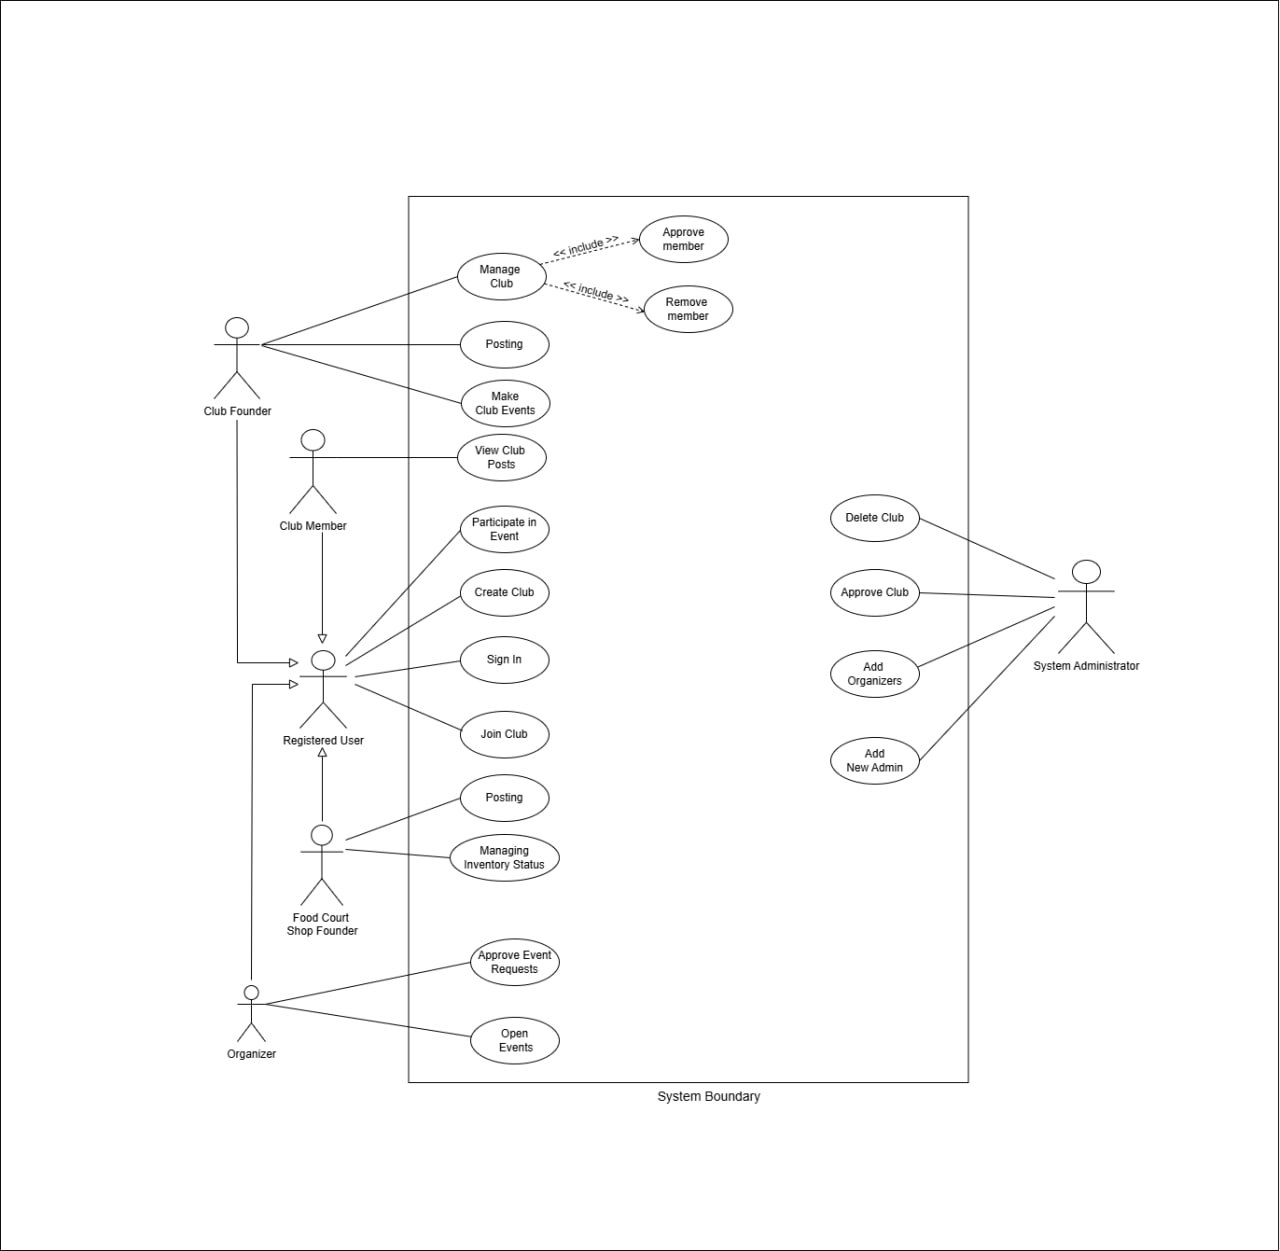 Approve
member
<< include >>
Manage
Club
<< include >>
Remove
member
Posting
Club Founder
Make
Club Events
View Club
Posts
Club Member
Participate in
Event
Delete Club
Create Club
Approve Club
Sign In
Add
Organizers
System Administrator
Registered User
Join Club
Add
New Admin
Posting
Managing
Inventory Status
Food Court
Shop Founder
Approve Event
Requests
Open
Events
Organizer
System Boundary